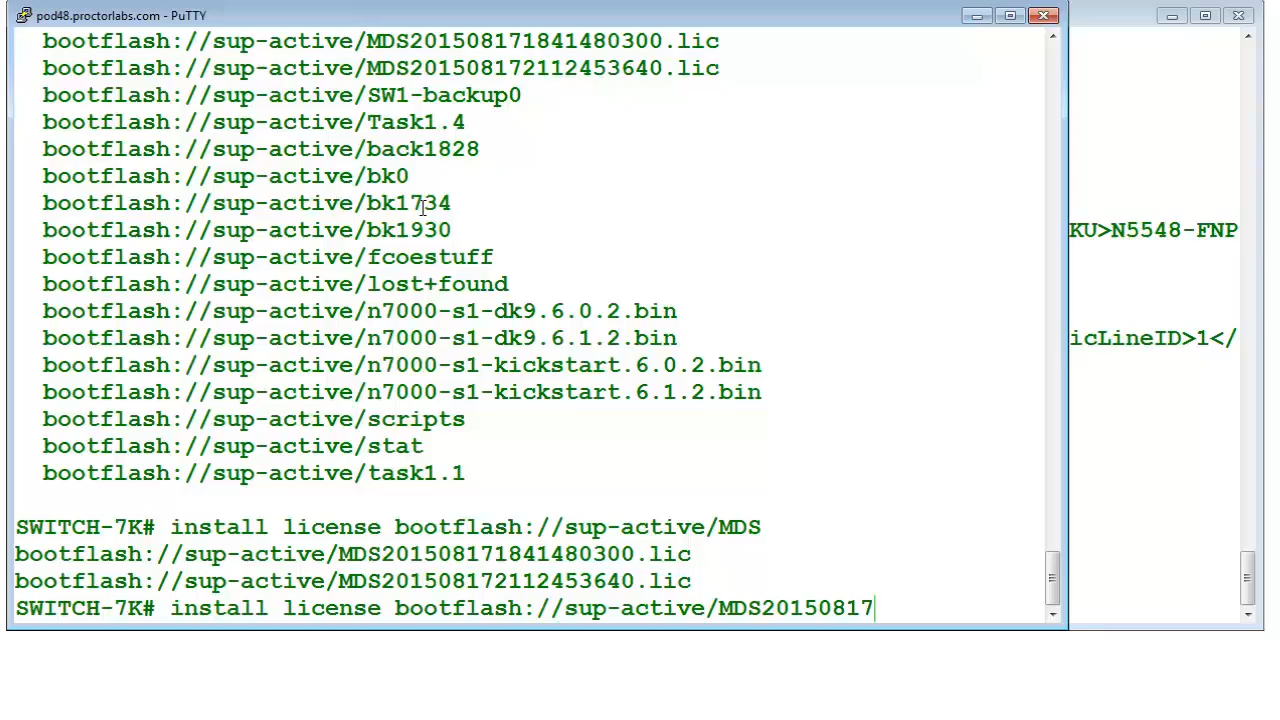 pod48.proctorlabs.com - PuTTY
bootflash://sup-active/MDS201508171841480300.lic
bootflash://sup-active/MDS201508172112453640.lic
bootflash://sup-active/SW1-backup0
bootflash://sup-active/Task1.4
bootflash://sup-active/back1828
bootflash://sup-active/bk0
bootflash://sup-active/bk1734
bootflash://sup-active/bk1930
KU>N5548-FNP
bootflash://sup-active/fcoestuff
bootflash://sup-active/lost+found
bootflash://sup-active/n7000-s1-dk9.6.0.2.bin
bootflash://sup-active/n7000-s1-dk9.6.1.2.bin
icLineID>1</
bootflash://sup-active/n7000-s1-kickstart.6.0.2.bin
bootflash://sup-active/n7000-s1-kickstart.6.1.2.bin
bootflash://sup-active/scripts
bootflash://sup-active/stat
bootflash://sup-active/task1.1
SWITCH-7K# install license bootflash://sup-active/MDS
bootflash://sup-active/MDS201508171841480300.lic
bootflash://sup-active/MDS201508172112453640.lic
SWITCH-7K# install license bootflash://sup-active/MDS20150817